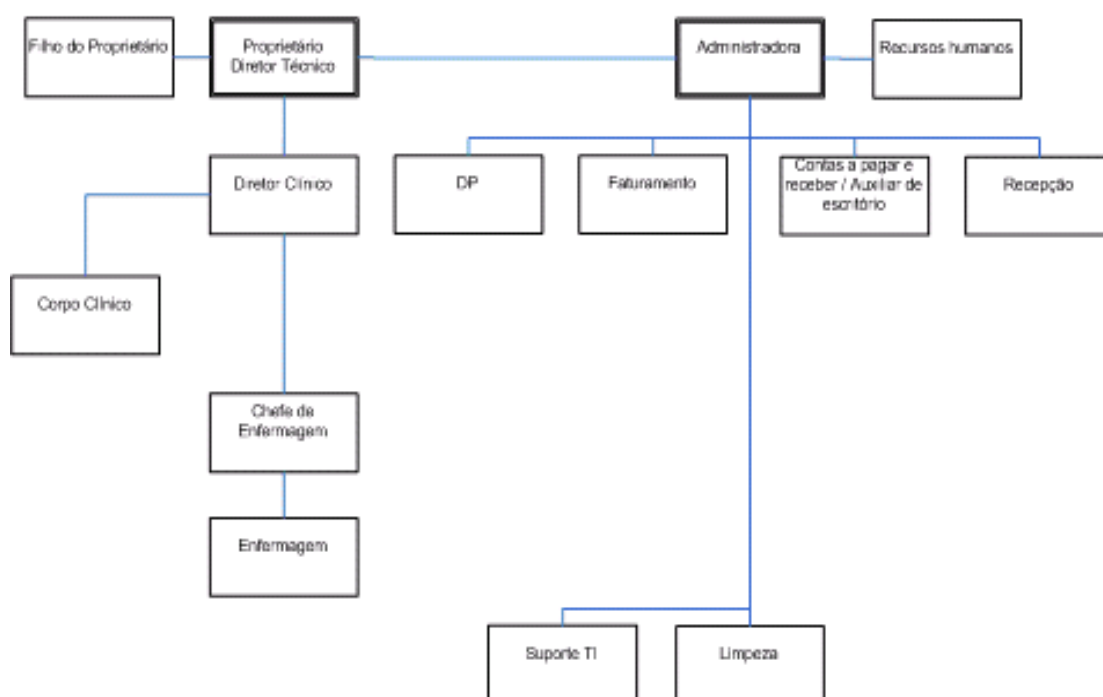 Filho do Proprietário
Proprietário
Diretor Técnico
Administradora
Recursos humanos
Diretor Clínico
DP
Faturamento
Contas a pagar e
receber / Auxiliar de
escritório
Recepção
Corpo Clínico
Chefe de
Enfermagem
Enfermagem
Suporte TI
Limpeza